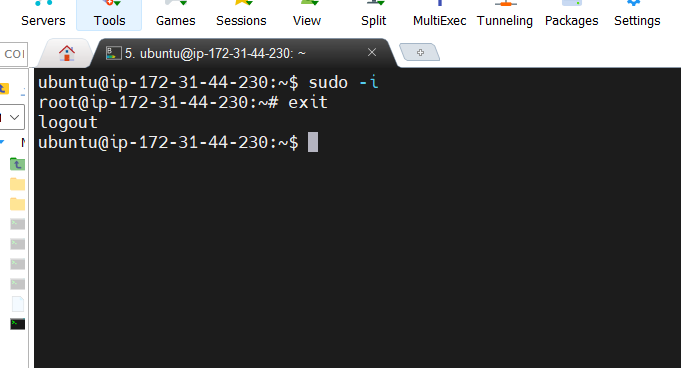 Servers Tools Games Sessions View Split MultiExec Tunneling Packages Settings
5. ubuntu@ip-172-31-44-230: ~
ubuntu@ip-172-31-44-230:~$ sudo -i
root@ip-172-31-44-230:~# exit
logout
ubuntu@ip-172-31-44-230:~$